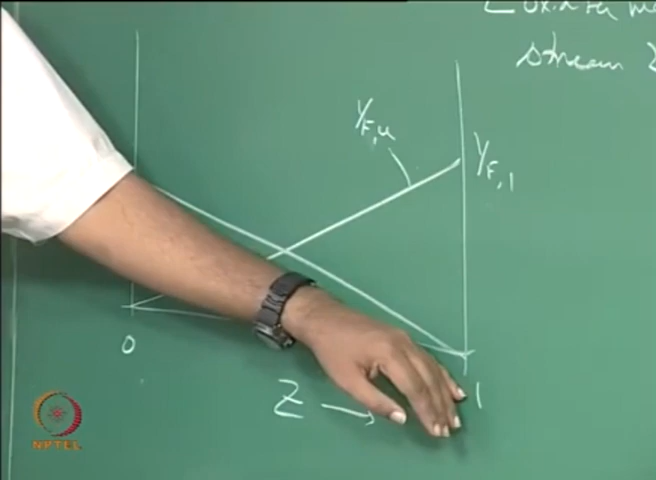 stream 2
Y_F,u
Y_F,1
0
1
Z →
NPTEL